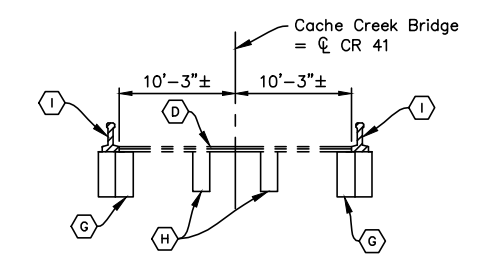 Cache Creek Bridge
= ℄ CR 41
10'-3"± 10'-3"±
I D I
G H G